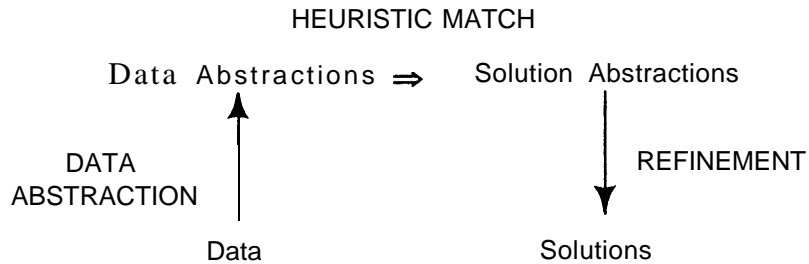 HEURISTIC MATCH
Data Abstractions ⇒ Solution Abstractions
DATA
ABSTRACTION
REFINEMENT
Data
Solutions